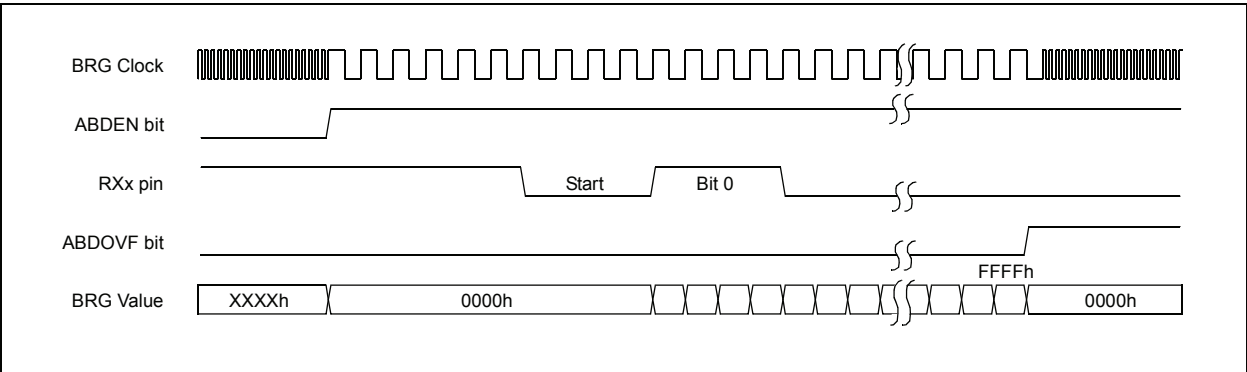 BRG Clock
ABDEN bit
RXx pin
Start
Bit 0
ABDOVF bit
FFFFh
BRG Value
XXXXh
0000h
0000h